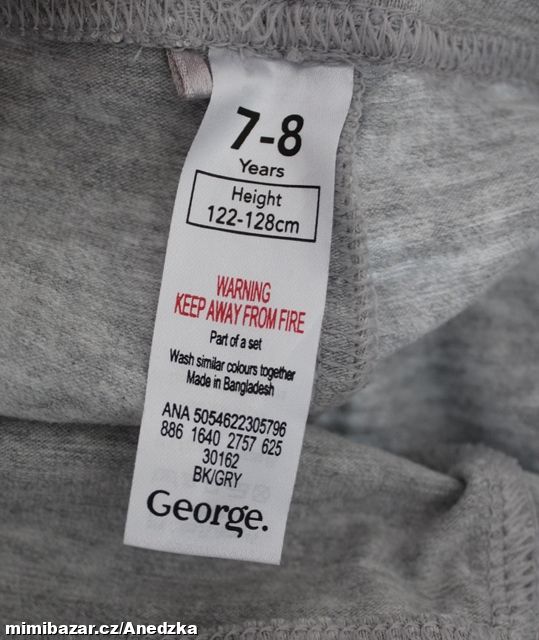 7-8
Years
Height
122-128cm
WARNING
KEEP AWAY FROM FIRE
Part of a set
Wash similar colours together
Made in Bangladesh
ANA 5054622305796
886 1640 2757 625
30162
BK/GRY
George.
mimibazar.cz/Anedzka